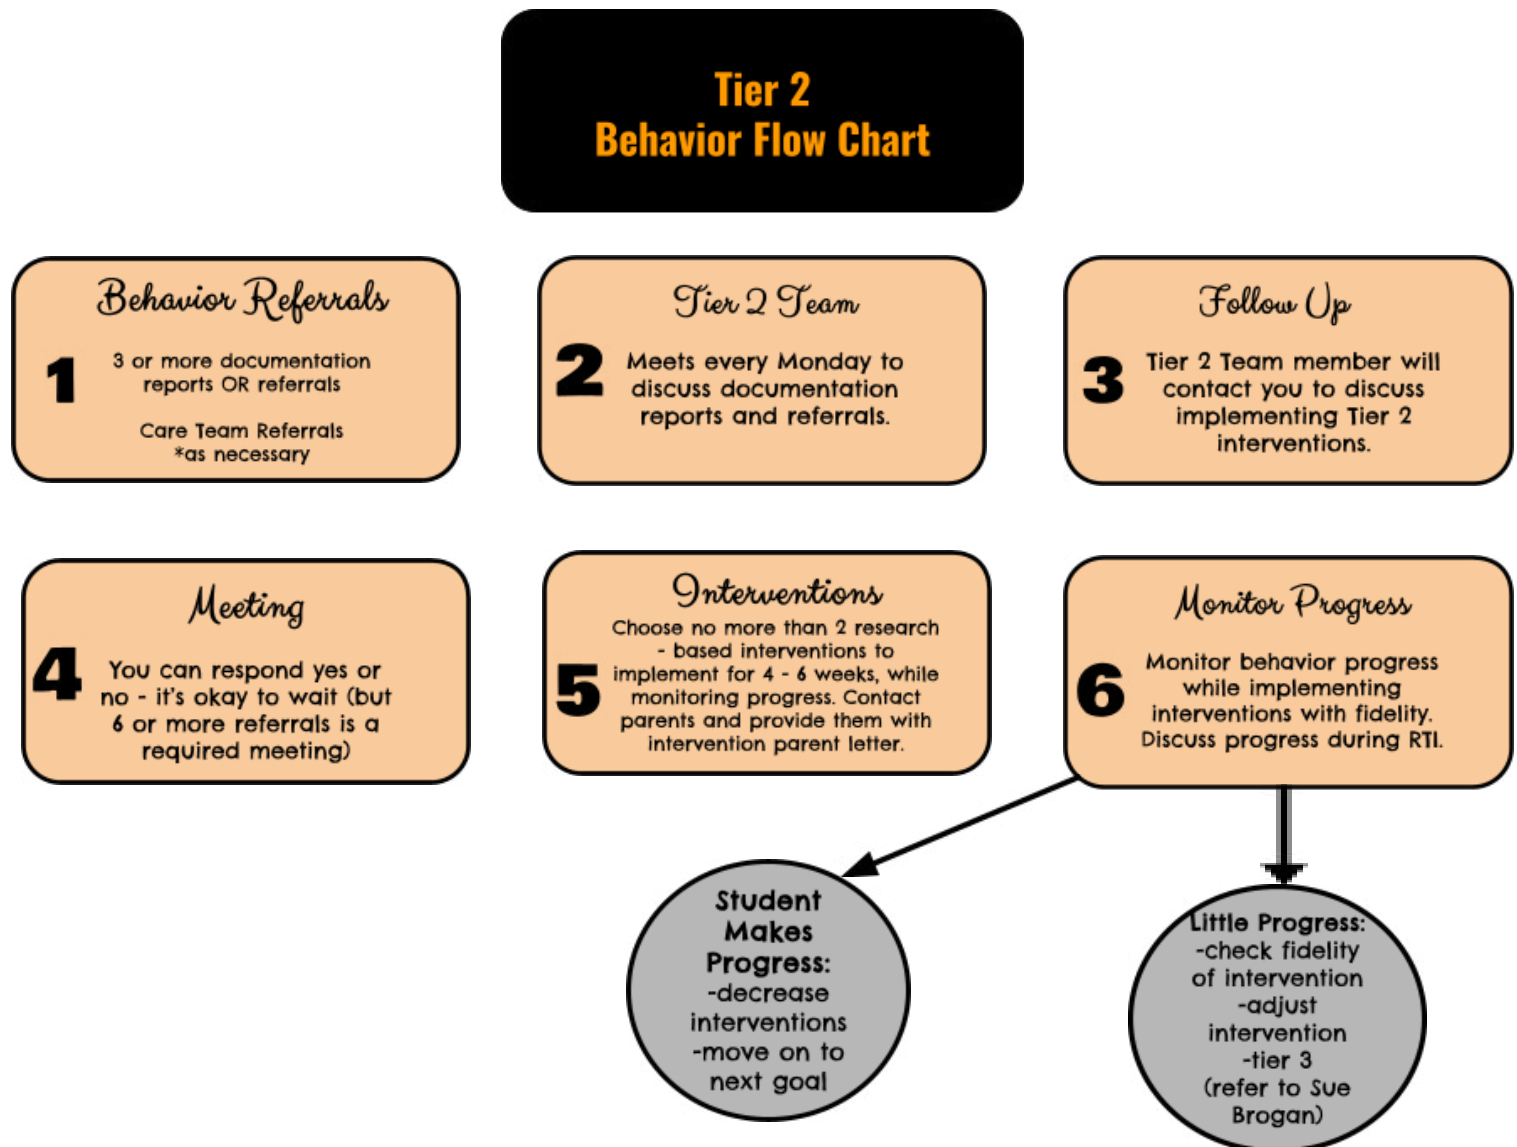 Tier 2
Behavior Flow Chart
Behavior Referrals
1
3 or more documentation
reports OR referrals
Care Team Referrals
*as necessary
Tier 2 Team
2
Meets every Monday to
discuss documentation
reports and referrals.
Follow Up
3
Tier 2 Team member will
contact you to discuss
implementing Tier 2
interventions.
Meeting
4
You can respond yes or
no - it's okay to wait (but
6 or more referrals is a
required meeting)
Interventions
5
Choose no more than 2 research
- based interventions to
implement for 4 - 6 weeks, while
monitoring progress. Contact
parents and provide them with
intervention parent letter.
Monitor Progress
6
Monitor behavior progress
while implementing
interventions with fidelity.
Discuss progress during RTI.
Student
Makes
Progress:
-decrease
interventions
-move on to
next goal
Little Progress:
-check fidelity
of intervention
-adjust
intervention
-tier 3
(refer to Sue
Brogan)